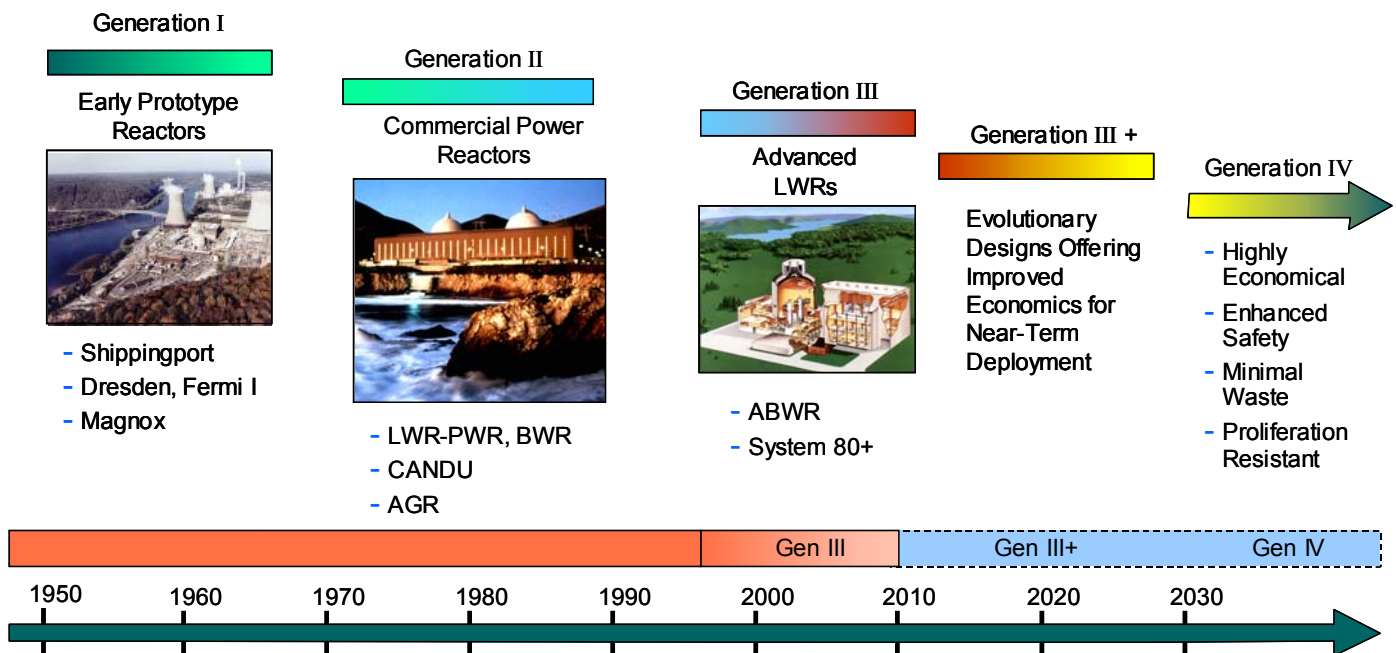 Generation I
Early Prototype
Reactors
- Shippingport
- Dresden, Fermi I
- Magnox
Generation II
Commercial Power
Reactors
- LWR-PWR, BWR
- CANDU
- AGR
Generation III
Advanced
LWRs
- ABWR
- System 80+
Generation III +
Evolutionary
Designs Offering
Improved
Economics for
Near-Term
Deployment
Generation IV
- Highly
Economical
- Enhanced
Safety
- Minimal
Waste
- Proliferation
Resistant
Gen III
Gen III+
Gen IV
1950
1960
1970
1980
1990
2000
2010
2020
2030